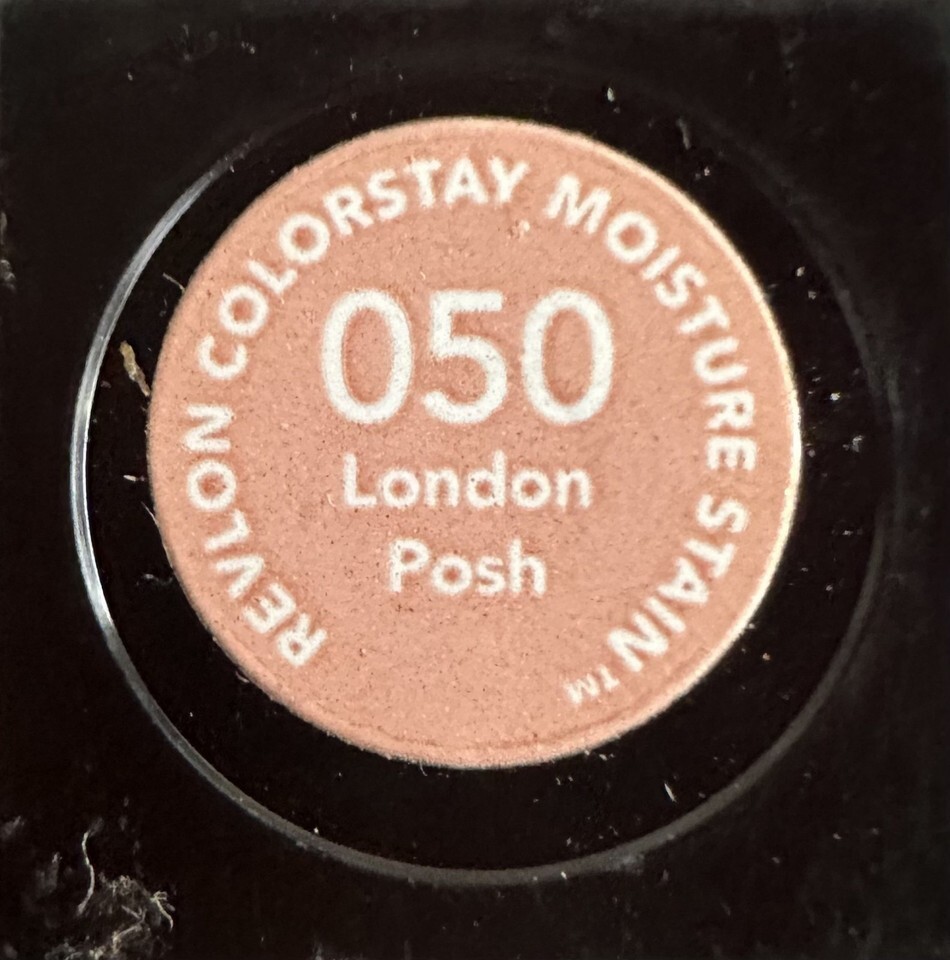 REVLON COLORSTAY MOISTURE STAIN™
050
London
Posh